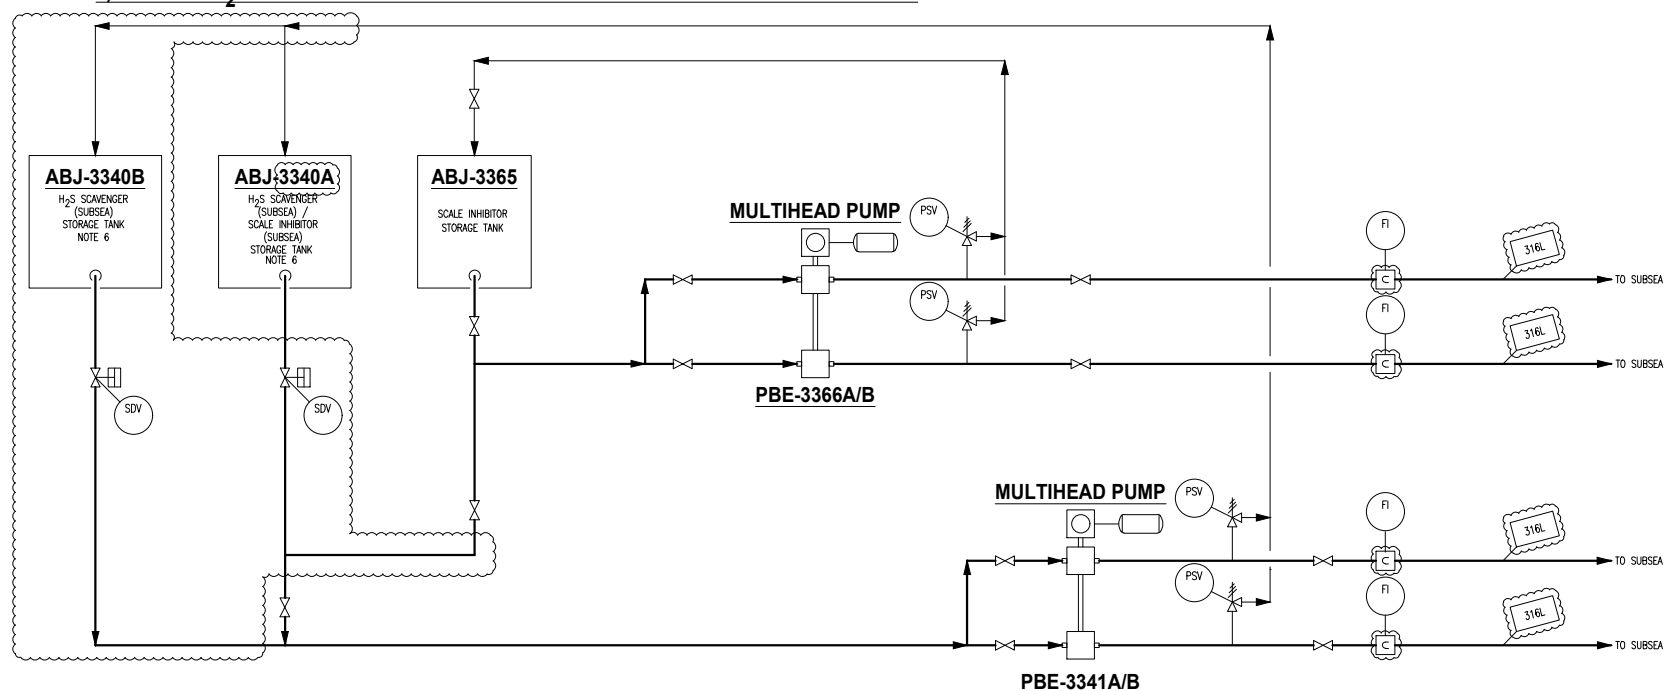 2
ABJ-3340B
H2S SCAVENGER
(SUBSEA)
STORAGE TANK
NOTE 6
ABJ-3340A
H2S SCAVENGER
(SUBSEA) /
SCALE INHIBITOR
(SUBSEA)
STORAGE TANK
NOTE 6
ABJ-3365
SCALE INHIBITOR
STORAGE TANK
MULTIHEAD PUMP
PSV
FI
316L
C
TO SUBSEA
PSV
FI
316L
C
TO SUBSEA
PBE-3366A/B
SDV
SDV
MULTIHEAD PUMP
PSV
FI
316L
C
TO SUBSEA
PSV
FI
316L
C
TO SUBSEA
PBE-3341A/B